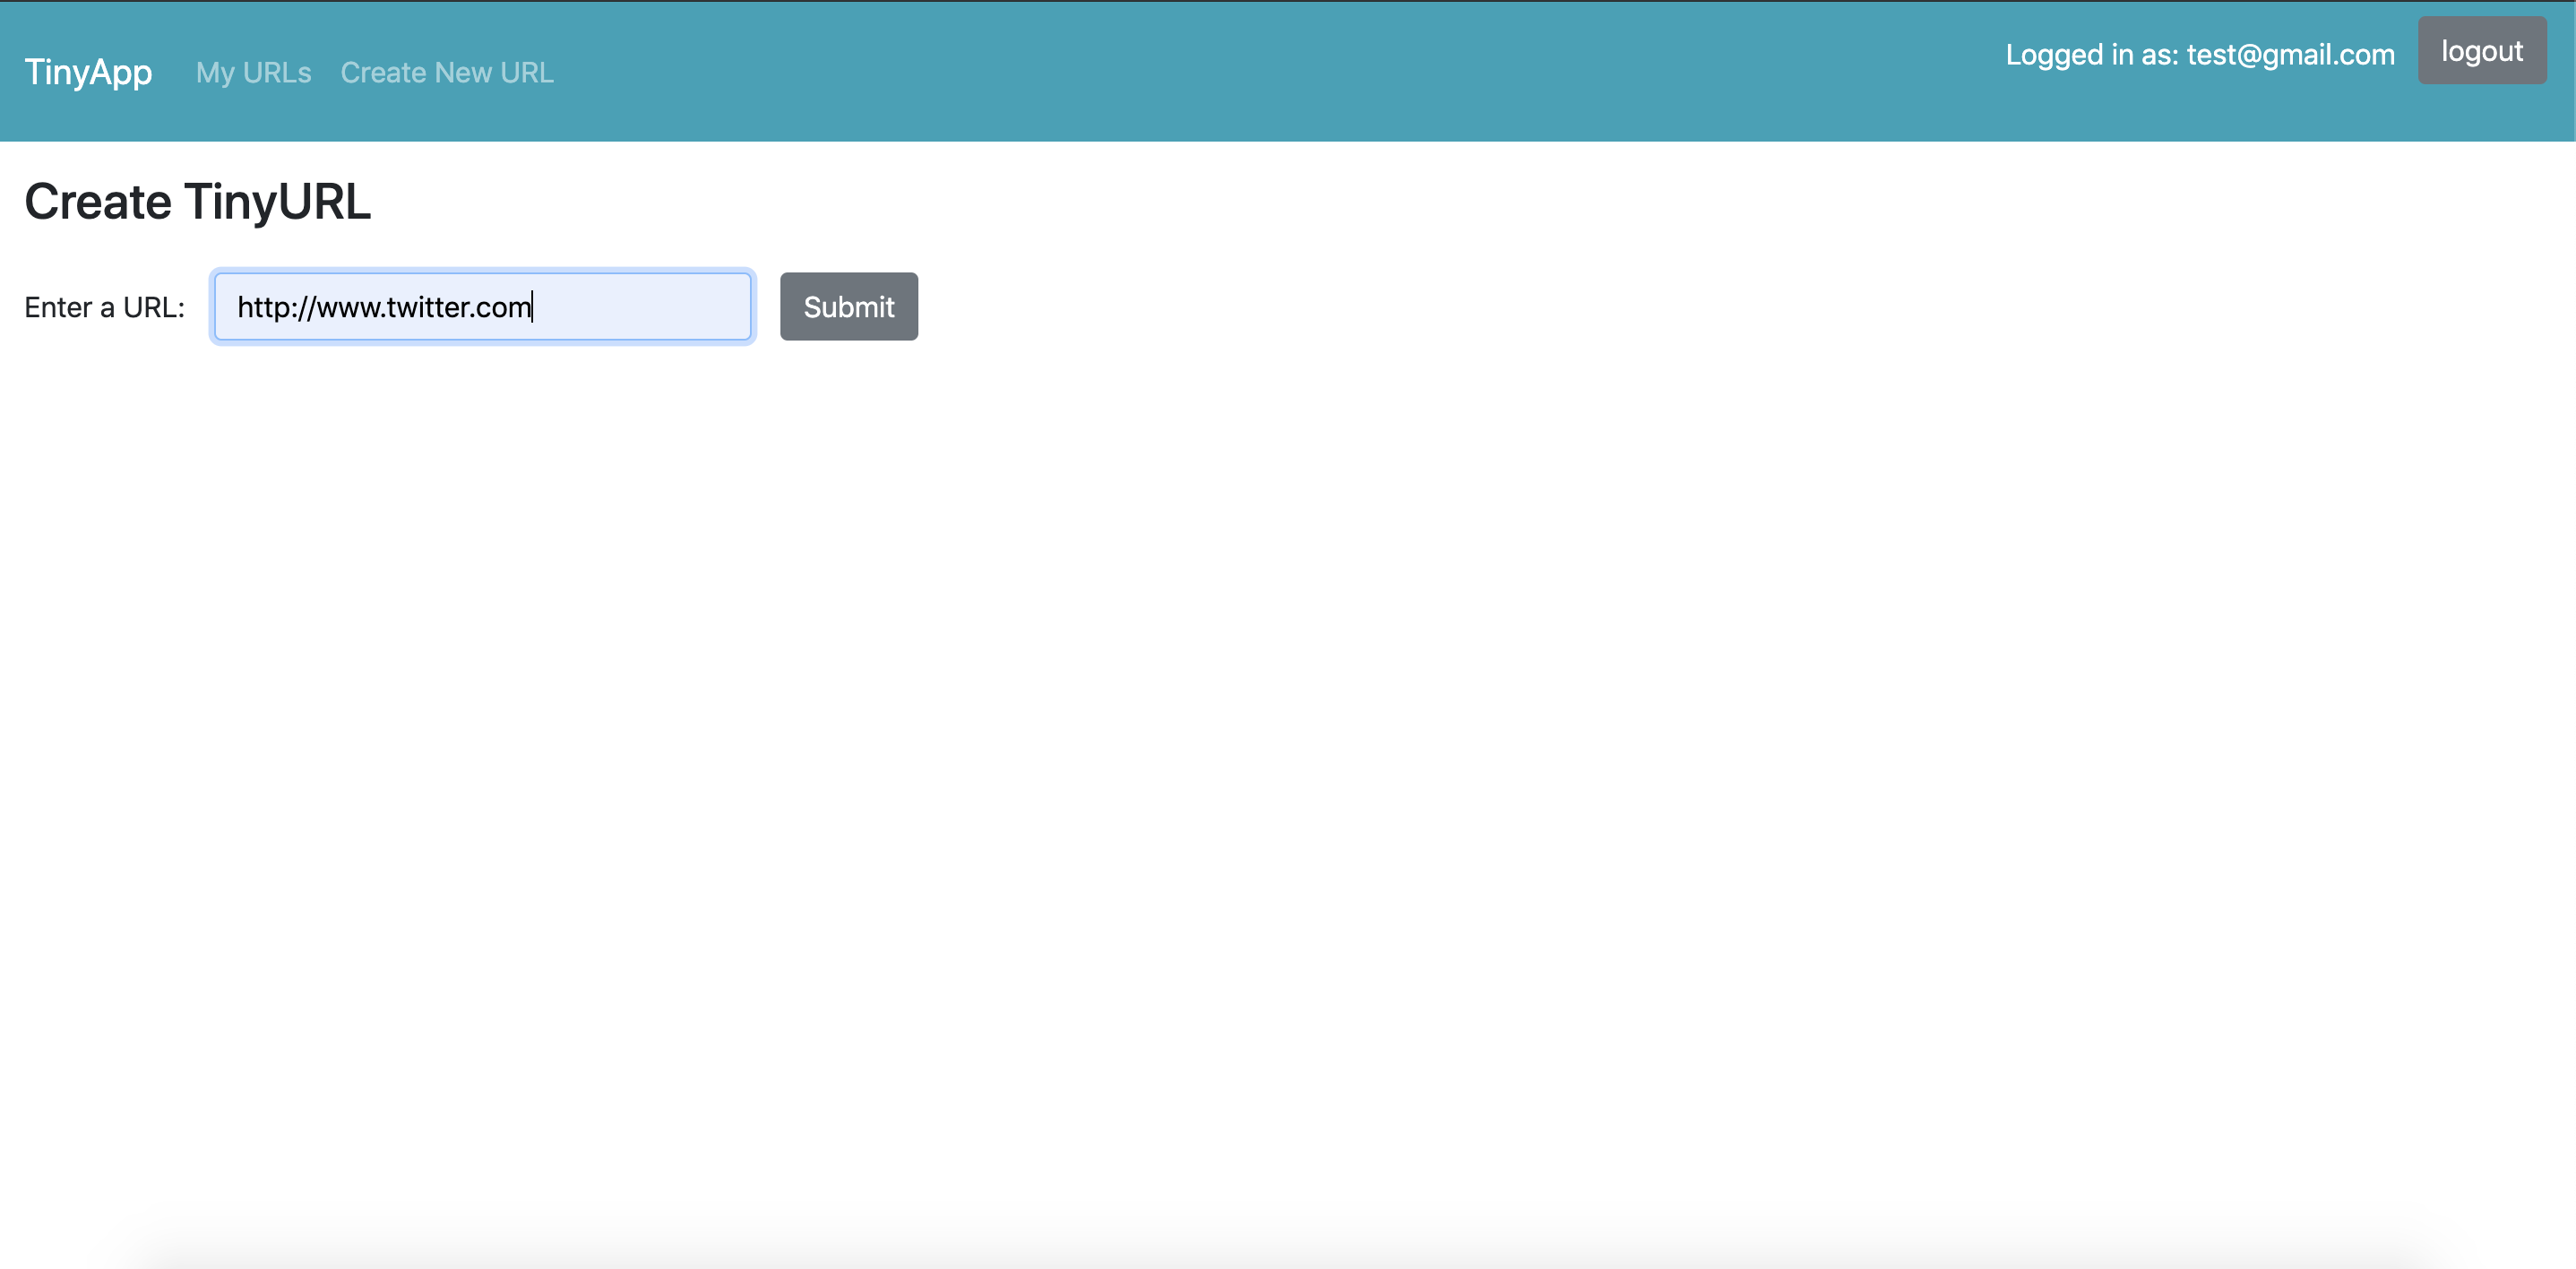 TinyApp My URLs Create New URL Logged in as: test@gmail.com logout
Create TinyURL
Enter a URL: http://www.twitter.com Submit